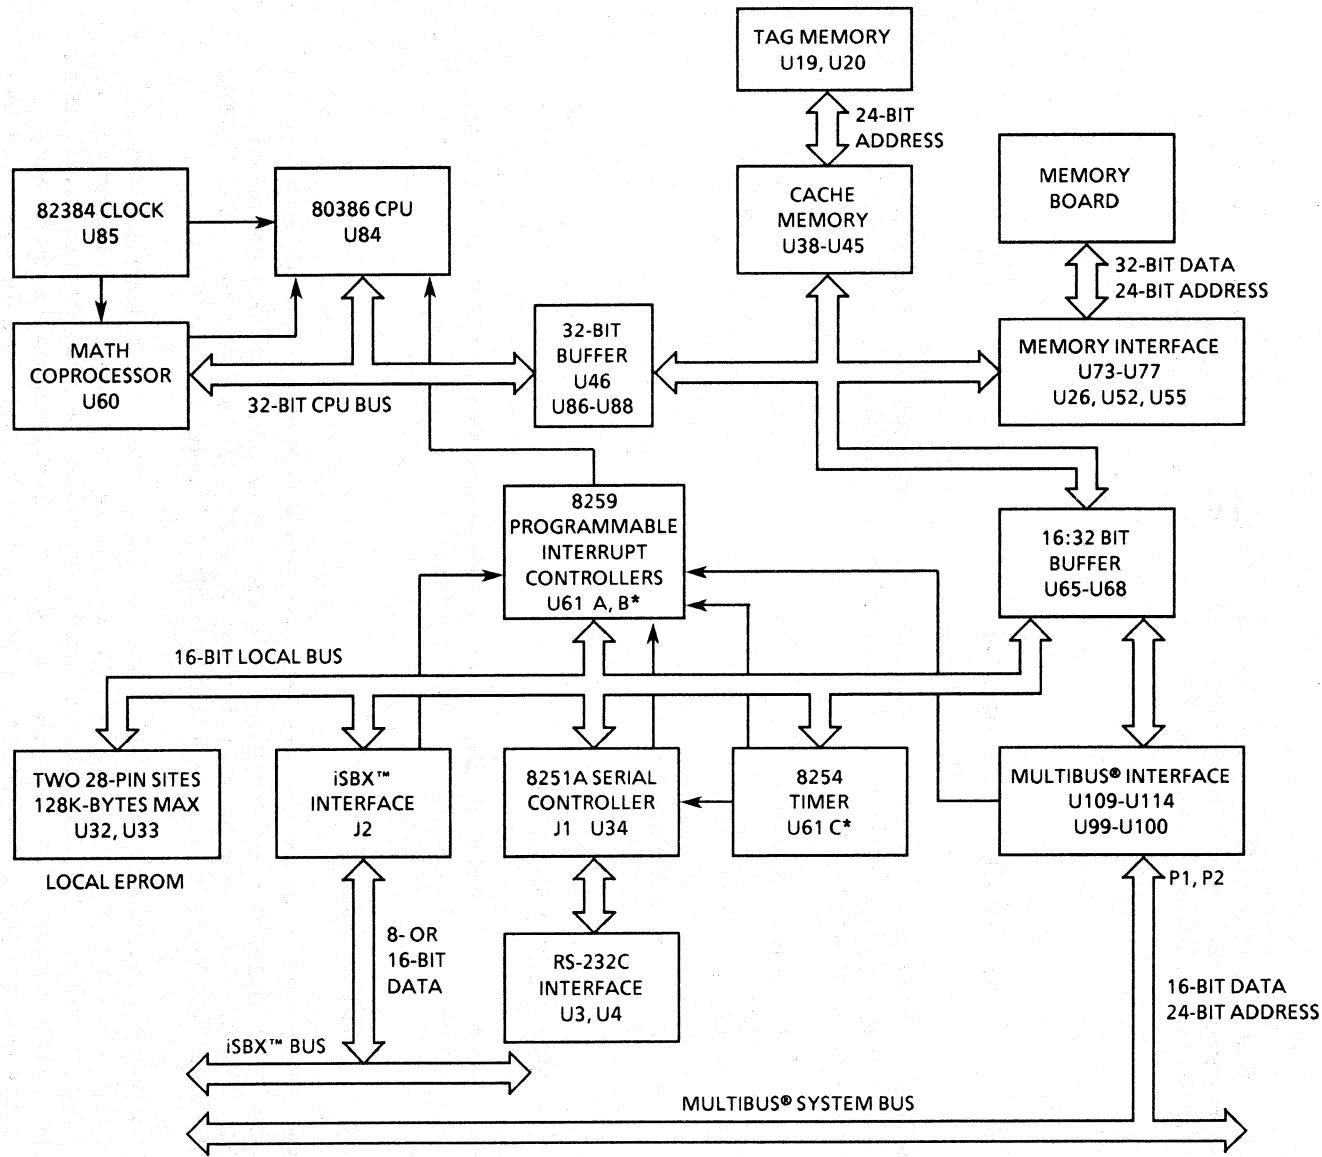 TAG MEMORY
U19, U20
24-BIT
ADDRESS
82384 CLOCK
U85
80386 CPU
U84
CACHE
MEMORY
U38-U45
MEMORY
BOARD
32-BIT DATA
24-BIT ADDRESS
MATH
COPROCESSOR
U60
32-BIT CPU BUS
32-BIT
BUFFER
U46
U86-U88
MEMORY INTERFACE
U73-U77
U26, U52, U55
8259
PROGRAMMABLE
INTERRUPT
CONTROLLERS
U61 A, B*
16:32 BIT
BUFFER
U65-U68
16-BIT LOCAL BUS
TWO 28-PIN SITES
128K-BYTES MAX
U32, U33
LOCAL EPROM
iSBX™
INTERFACE
J2
8251A SERIAL
CONTROLLER
J1 U34
8254
TIMER
U61 C*
MULTIBUS® INTERFACE
U109-U114
U99-U100
P1, P2
8- OR
16-BIT
DATA
RS-232C
INTERFACE
U3, U4
16-BIT DATA
24-BIT ADDRESS
iSBX™ BUS
MULTIBUS® SYSTEM BUS